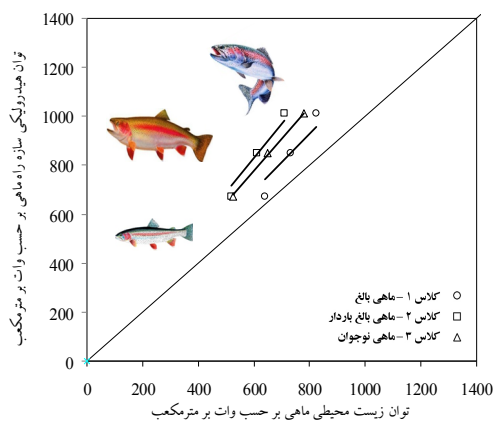 توان هیدرولیکی سازه راه ماهی بر حسب وات بر مترمکعب
1400
1200
1000
800
600
400
200
0
کلاس ۱ - ماهی بالغ
کلاس ۲ - ماهی بالغ باردار
کلاس ۳ - ماهی نوجوان
0 200 400 600 800 1000 1200 1400
توان زیست محیطی ماهی بر حسب وات بر مترمکعب